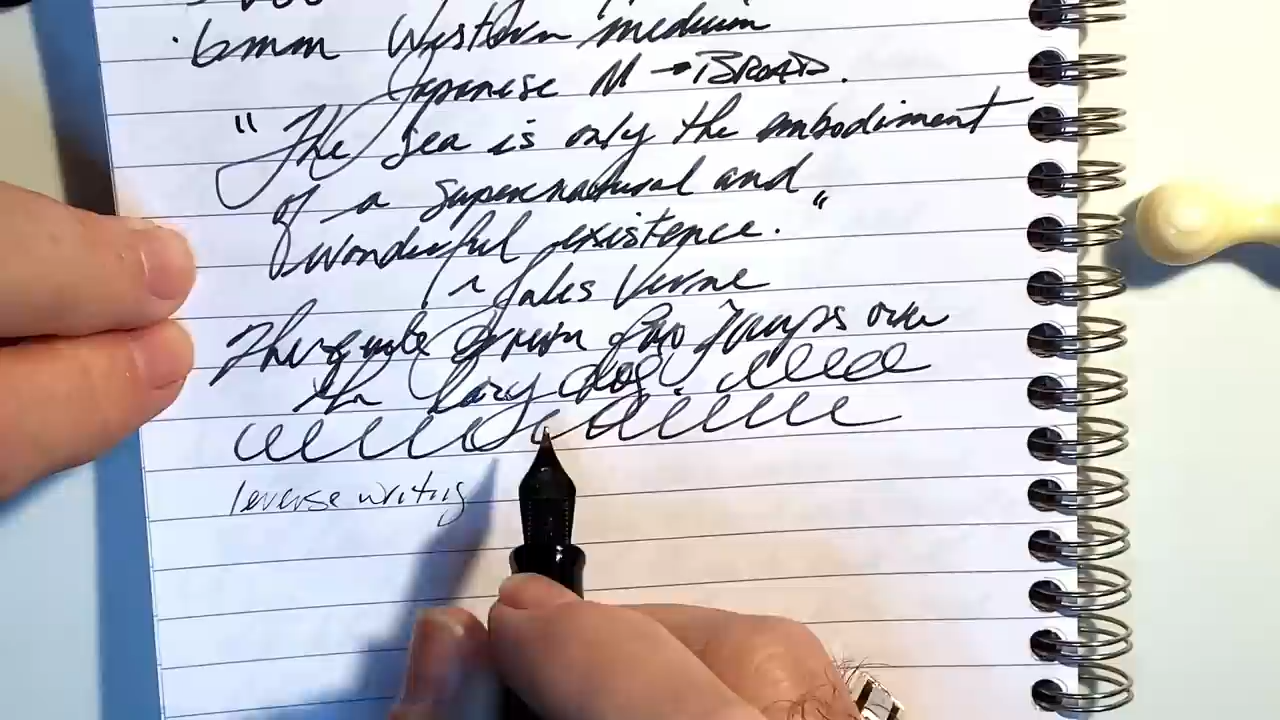 .6mm Western medium
Japanese M → BROAD.
"The sea is only the embodiment
of a supernatural and
wonderful existence."
~ Jules Verne
The quick brown fox jumps over
the lazy dog.
reverse writing